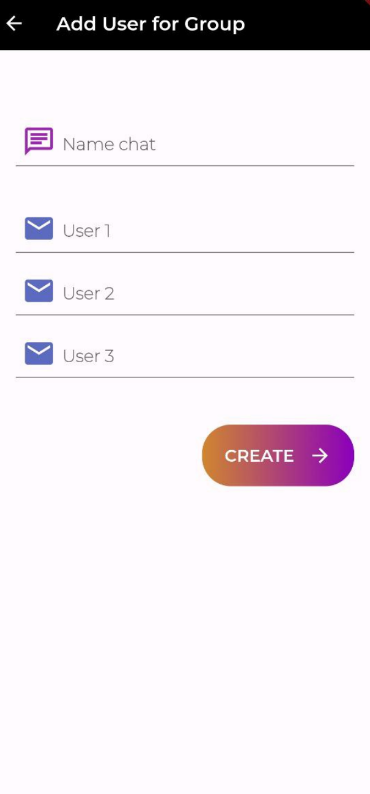 Add User for Group
Name chat
User 1
User 2
User 3
CREATE